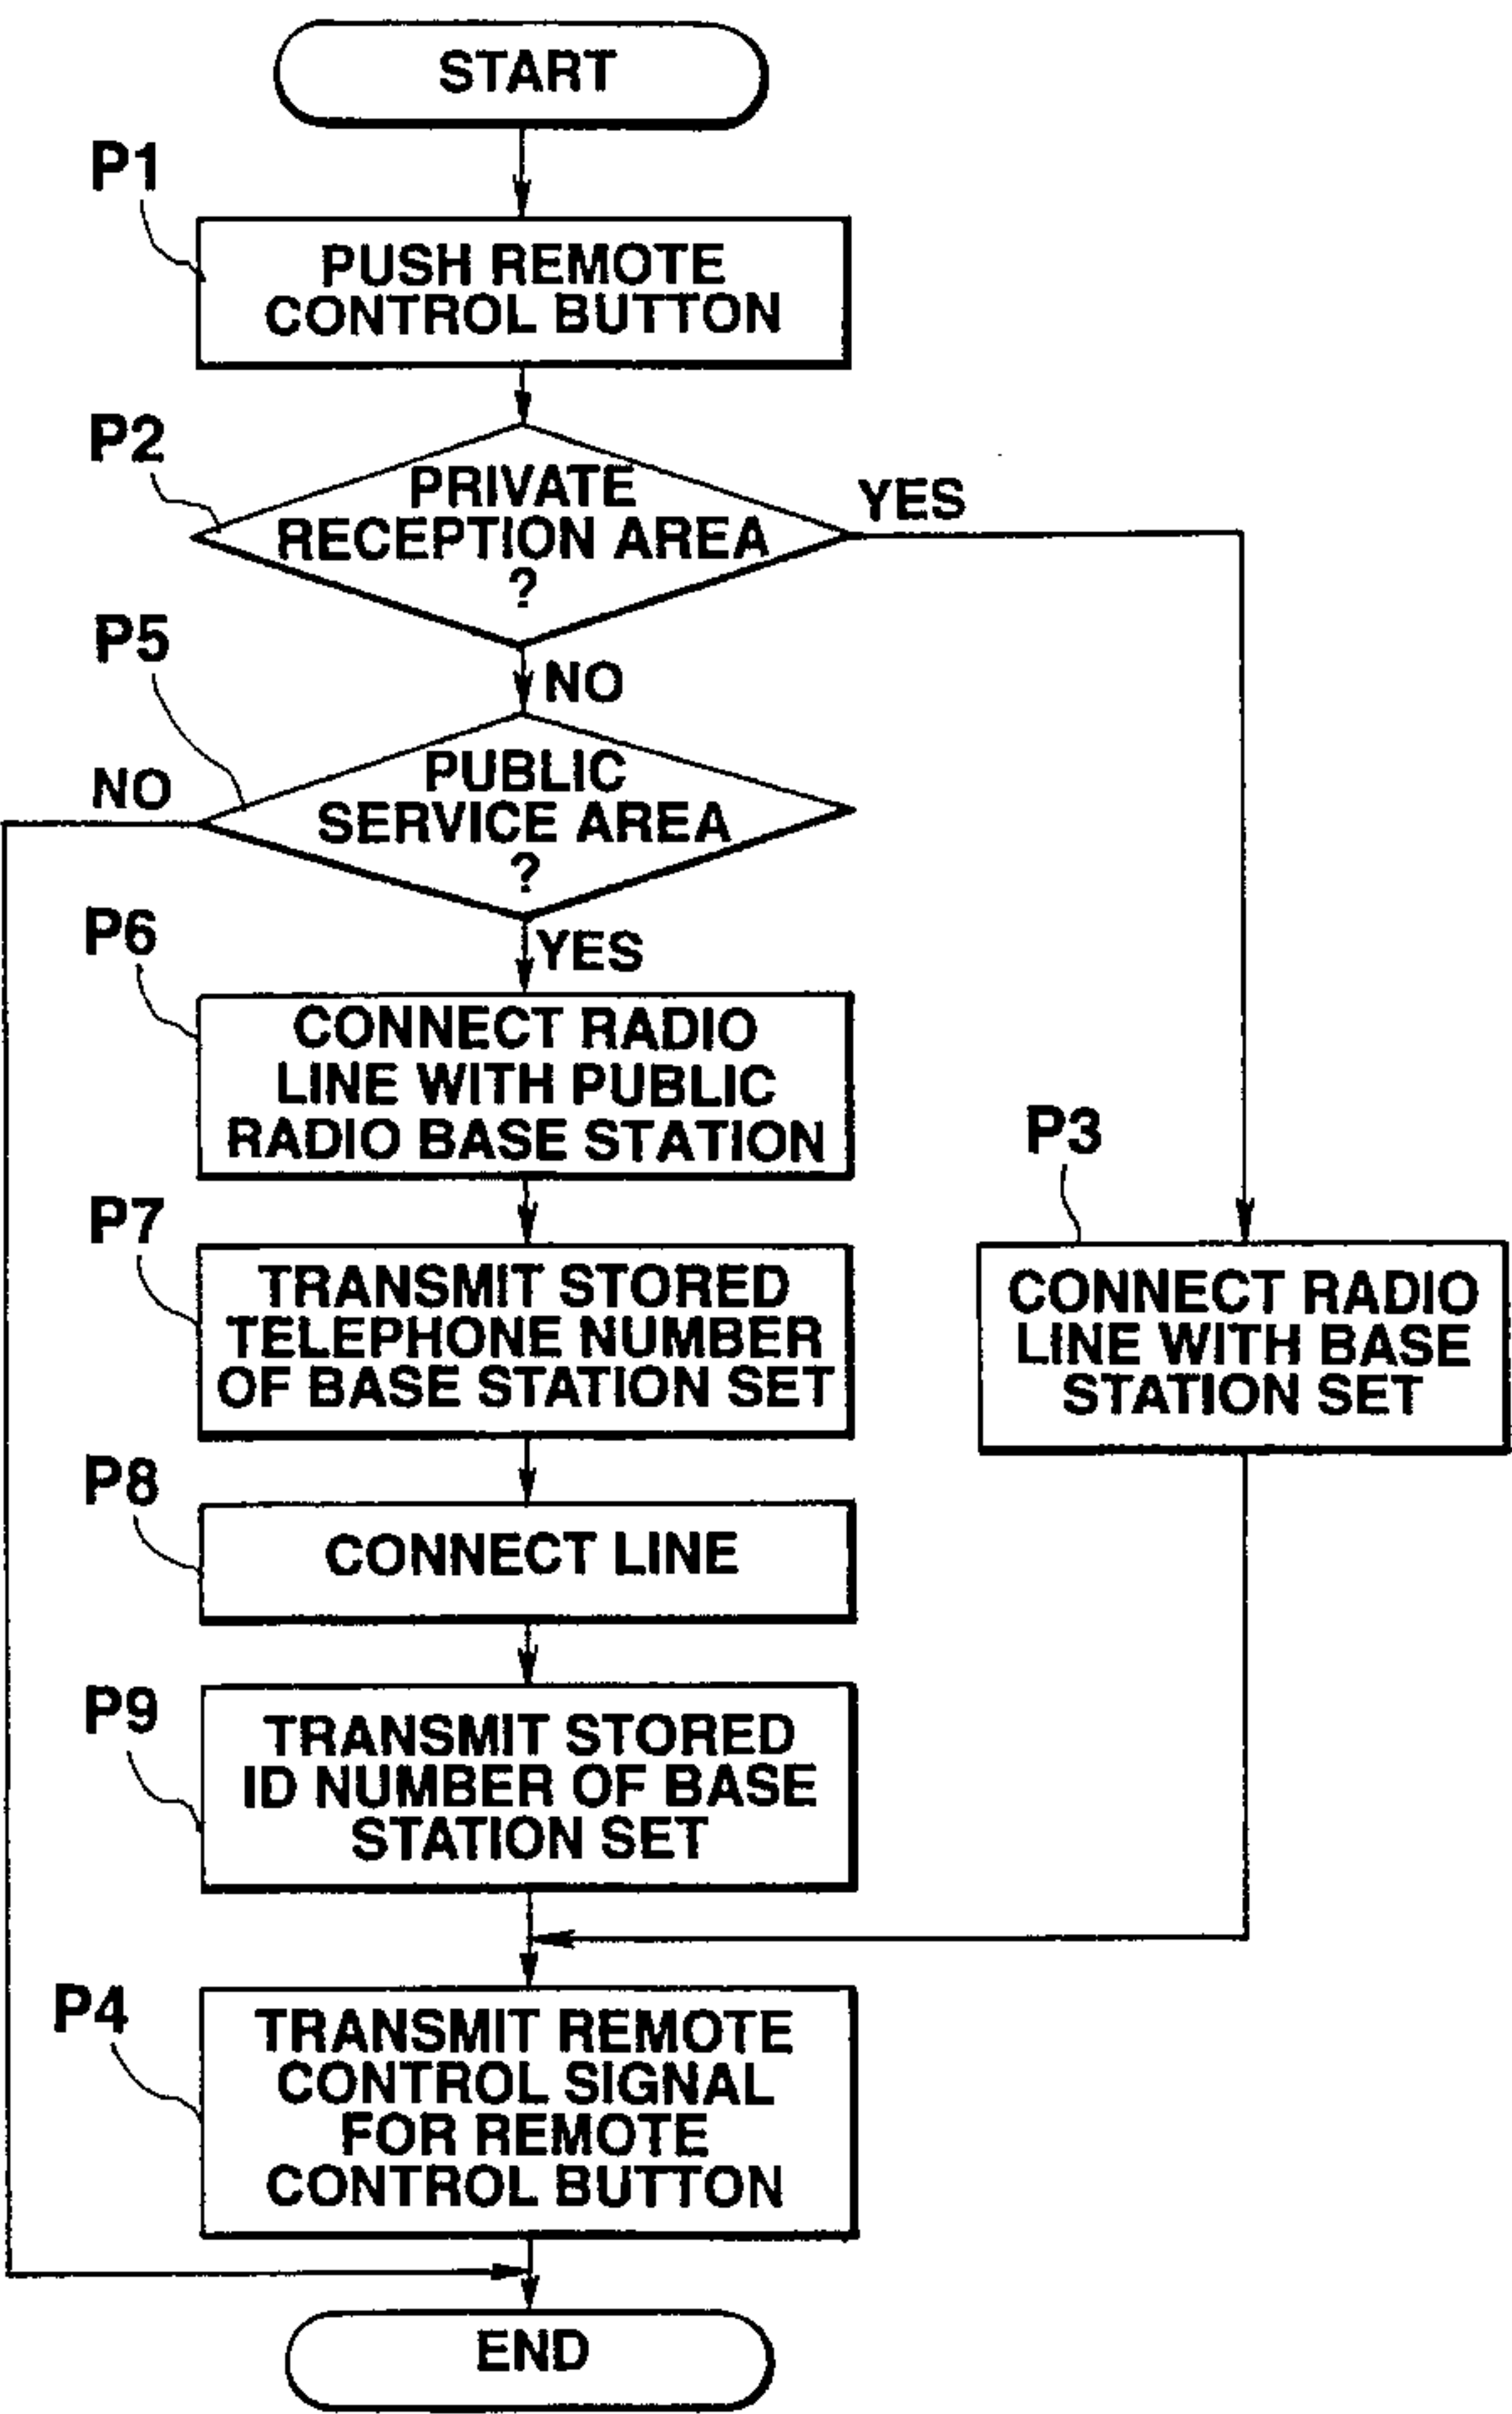 START
P1
PUSH REMOTE
CONTROL BUTTON
P2
PRIVATE
RECEPTION AREA
?
YES
P5
NO
PUBLIC
SERVICE AREA
?
NO
P6
YES
CONNECT RADIO
LINE WITH PUBLIC
RADIO BASE STATION
P3
CONNECT RADIO
LINE WITH BASE
STATION SET
P7
TRANSMIT STORED
TELEPHONE NUMBER
OF BASE STATION SET
P8
CONNECT LINE
P9
TRANSMIT STORED
ID NUMBER OF BASE
STATION SET
P4
TRANSMIT REMOTE
CONTROL SIGNAL
FOR REMOTE
CONTROL BUTTON
END